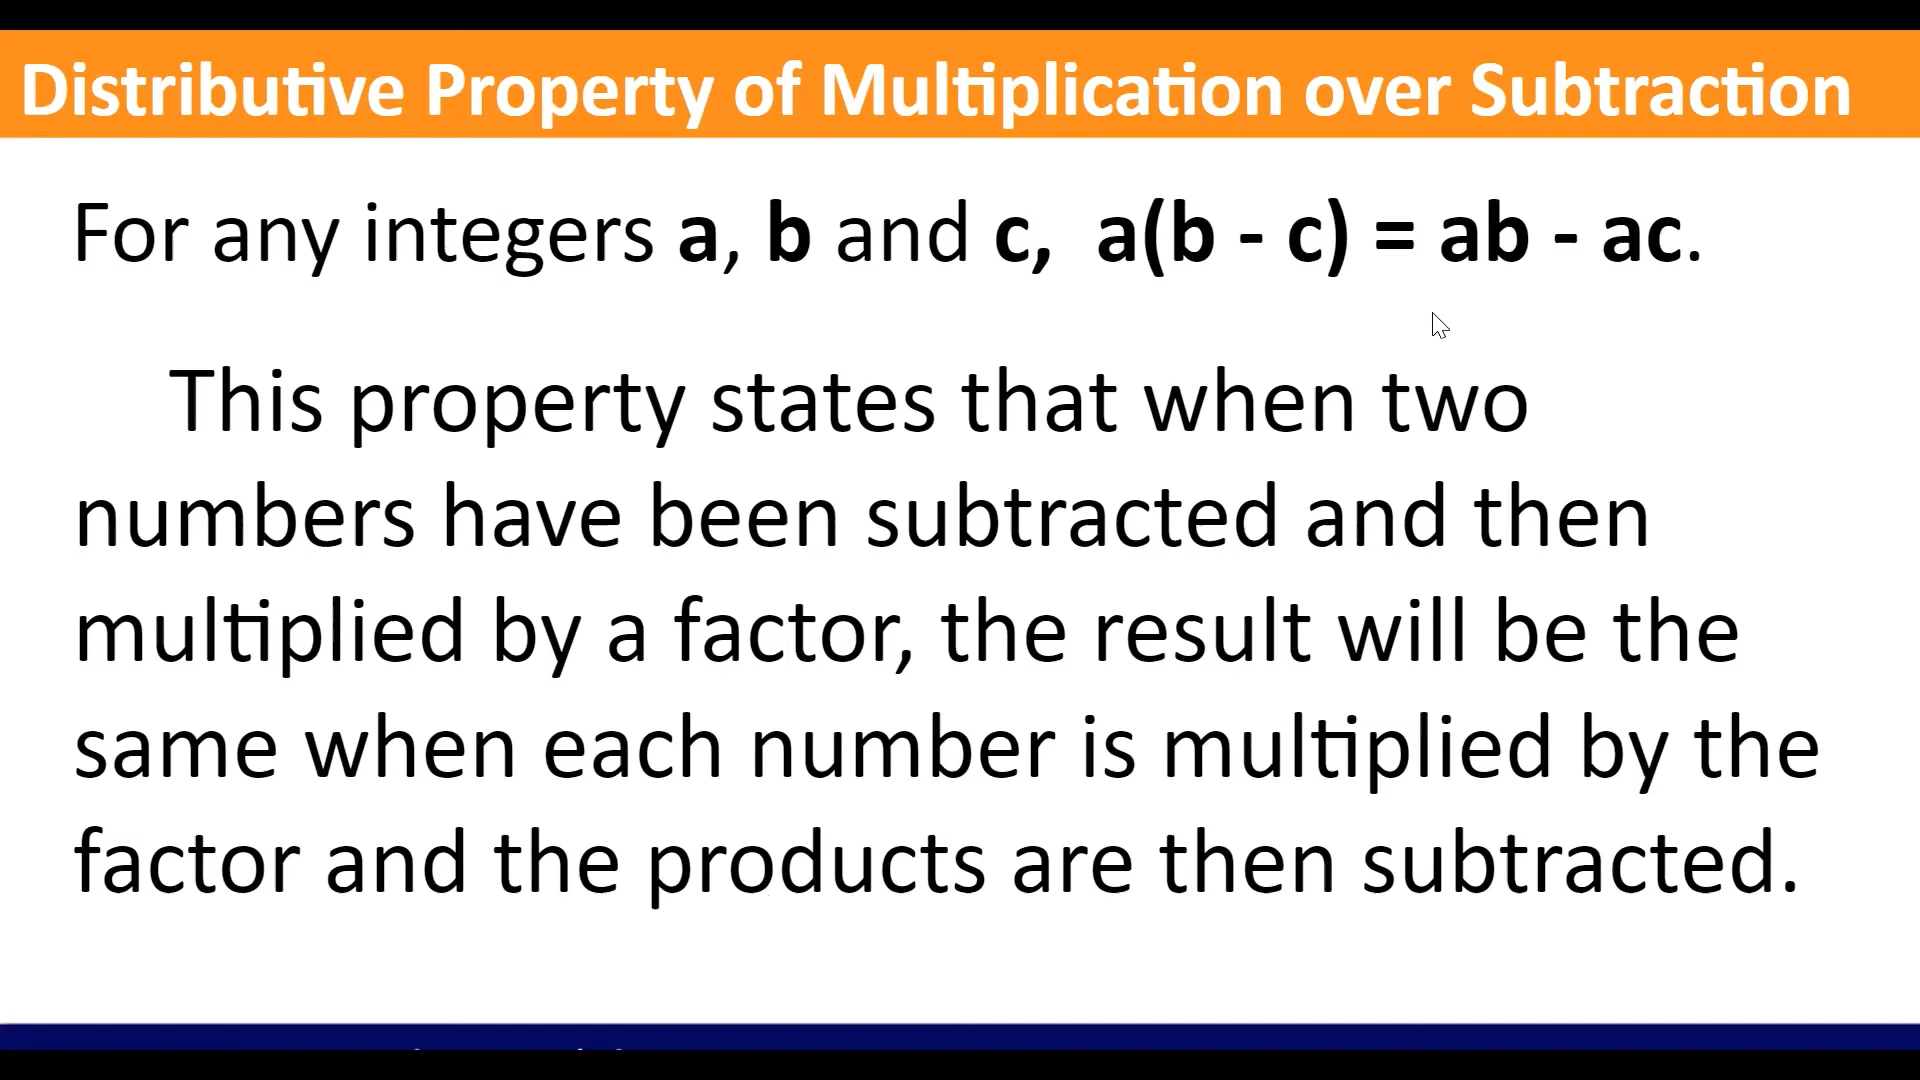 Distributive Property of Multiplication over Subtraction
For any integers a, b and c, a(b - c) = ab - ac.
This property states that when two
numbers have been subtracted and then
multiplied by a factor, the result will be the
same when each number is multiplied by the
factor and the products are then subtracted.